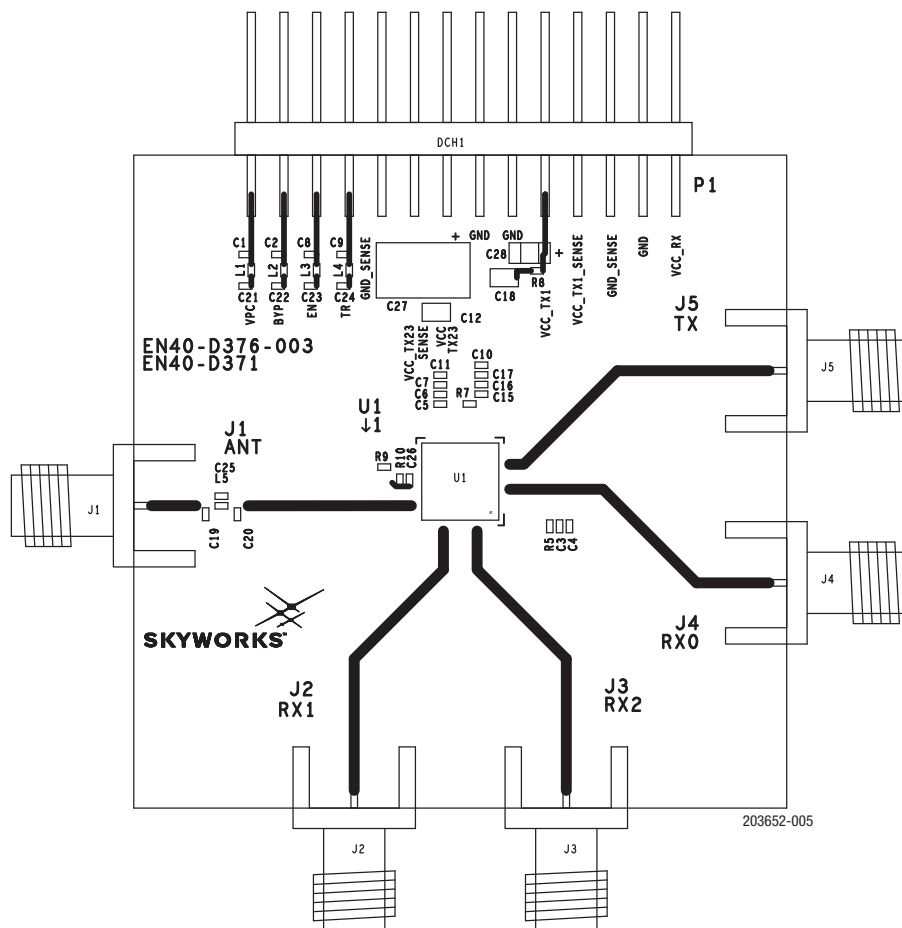 DCH1
P1
GND_SENSE
+ GND GND
C28 +
VCC_TX1_SENSE
GND_SENSE
GND
VCC_RX
C1 C2 C8 C9
L1 L2 L3 L4
C21 C22 C23 C24
VPC BYP EN TR
C27
C18
R8
VCC_TX1
C12
VCC_TX23
SENSE
VCC
TX23
J5
TX
J5
EN40-D376-003
EN40-D371
C10
C11
C17
C7
C16
C6
C15
C5
R7
U1
↓1
J1
ANT
R9
R10
C26
U1
C25
L5
J1
C19
C20
R5
C3
C4
J4
J4
RX0
SKYWORKS™
J2
RX1
J3
RX2
203652-005
J2
J3